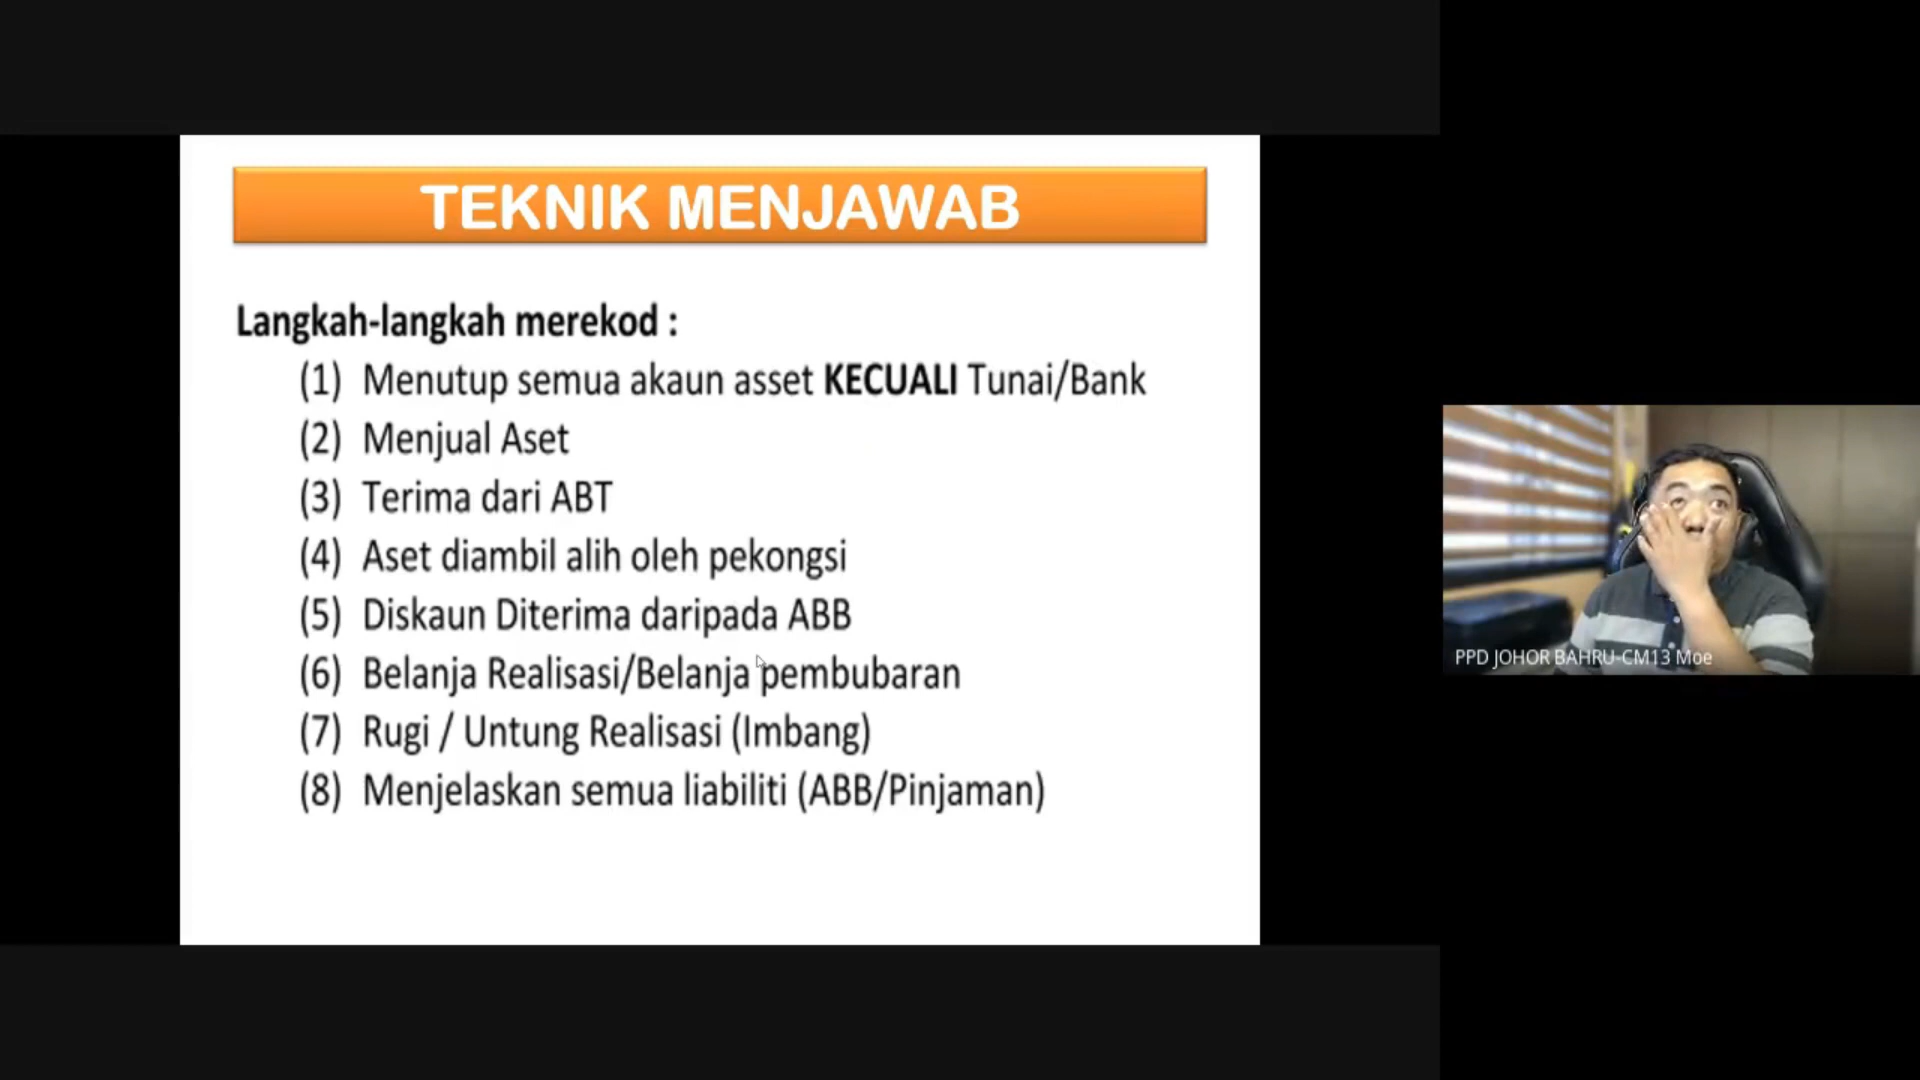 TEKNIK MENJAWAB
Langkah-langkah merekod :
(1) Menutup semua akaun asset KECUALI Tunai/Bank
(2) Menjual Aset
(3) Terima dari ABT
(4) Aset diambil alih oleh pekongsi
(5) Diskaun Diterima daripada ABB
(6) Belanja Realisasi/Belanja pembubaran
(7) Rugi / Untung Realisasi (Imbang)
(8) Menjelaskan semua liabiliti (ABB/Pinjaman)
PPD JOHOR BAHRU-CM13 Moe